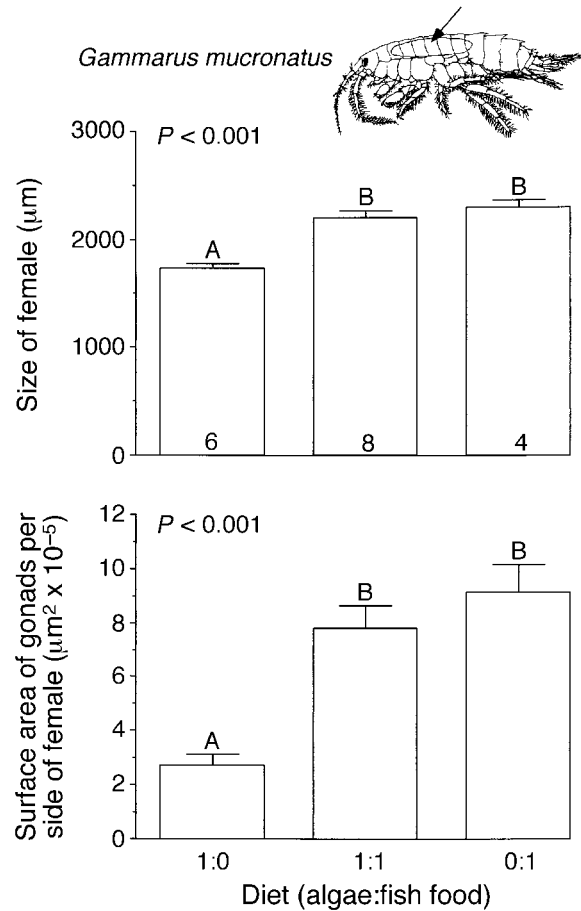 Gammarus mucronatus
3000
P < 0.001
B
B
A
2000
1000
0
6
8
4
Size of female (μm)
12
P < 0.001
B
B
10
8
6
4
A
2
0
Surface area of gonads per
side of female (μm² x 10⁻⁵)
1:0
1:1
0:1
Diet (algae:fish food)